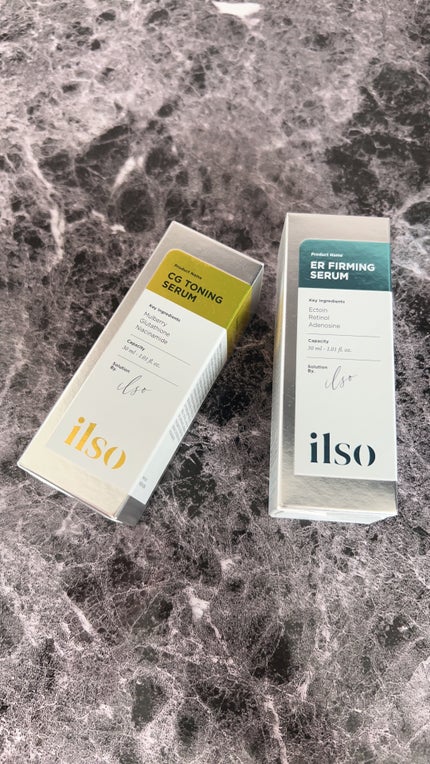 Product Name
CG TONING
SERUM
Key Ingredients
Mulberry
Glutathione
Niacinamide
Capacity
30 ml · 1.01 fl. oz.
Solution
By
ilso
ilso
Product Name
ER FIRMING
SERUM
Key Ingredients
Ectoin
Retinol
Adenosine
Capacity
30 ml · 1.01 fl. oz.
Solution
By
ilso
ilso